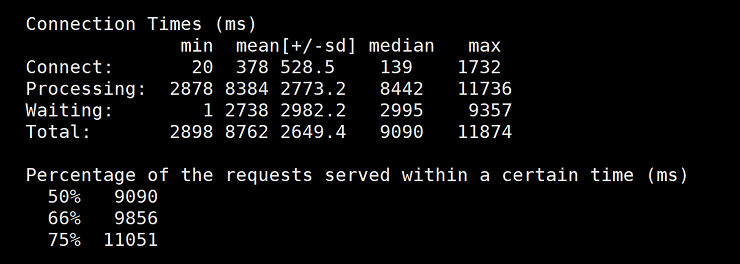 Connection Times (ms)
              min  mean[+/-sd] median   max
Connect:       20  378 528.5    139    1732
Processing:  2878 8384 2773.2   8442   11736
Waiting:        1 2738 2982.2   2995    9357
Total:       2898 8762 2649.4   9090   11874

Percentage of the requests served within a certain time (ms)
  50%   9090
  66%   9856
  75%  11051